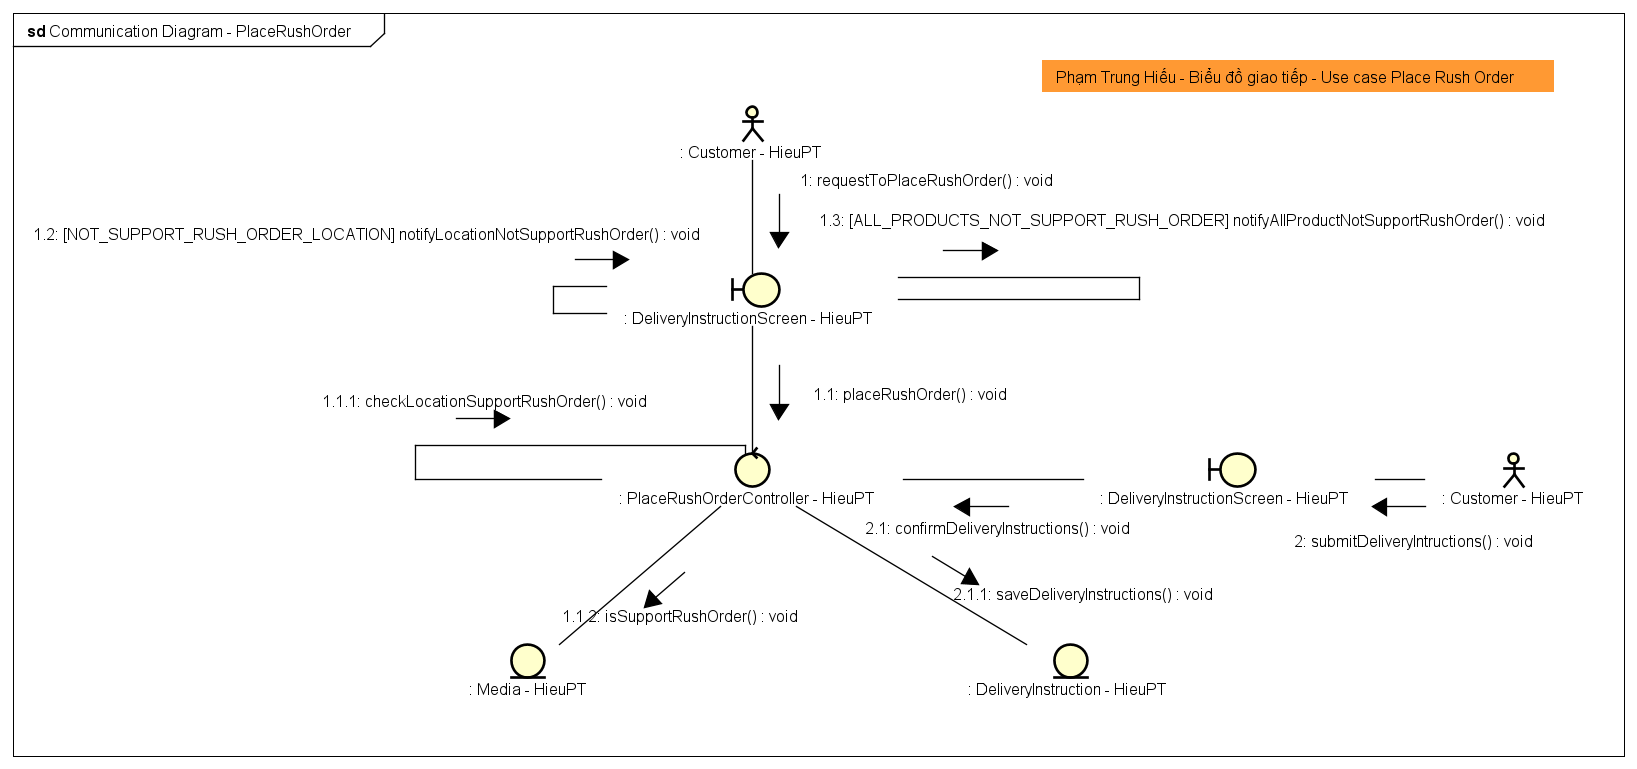 sd Communication Diagram - PlaceRushOrder
Phạm Trung Hiếu - Biểu đồ giao tiếp - Use case Place Rush Order
: Customer - HieuPT
1: requestToPlaceRushOrder() : void
1.3: [ALL_PRODUCTS_NOT_SUPPORT_RUSH_ORDER] notifyAllProductNotSupportRushOrder() : void
1.2: [NOT_SUPPORT_RUSH_ORDER_LOCATION] notifyLocationNotSupportRushOrder() : void
: DeliveryInstructionScreen - HieuPT
1.1: placeRushOrder() : void
1.1.1: checkLocationSupportRushOrder() : void
: PlaceRushOrderController - HieuPT
: DeliveryInstructionScreen - HieuPT
: Customer - HieuPT
2.1: confirmDeliveryInstructions() : void
2: submitDeliveryIntructions() : void
2.1.1: saveDeliveryInstructions() : void
1.1.2: isSupportRushOrder() : void
: Media - HieuPT
: DeliveryInstruction - HieuPT